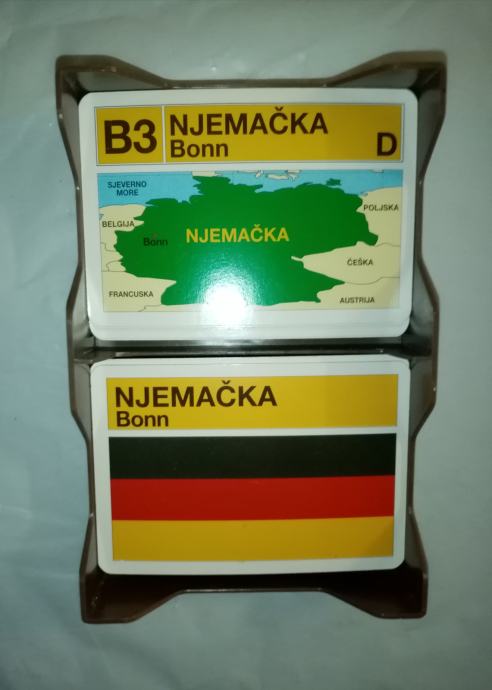 B3
NJEMAČKA
Bonn
D
SJEVERNO
MORE
POLJSKA
BELGIJA
Bonn
NJEMAČKA
ČEŠKA
FRANCUSKA
AUSTRIJA
NJEMAČKA
Bonn